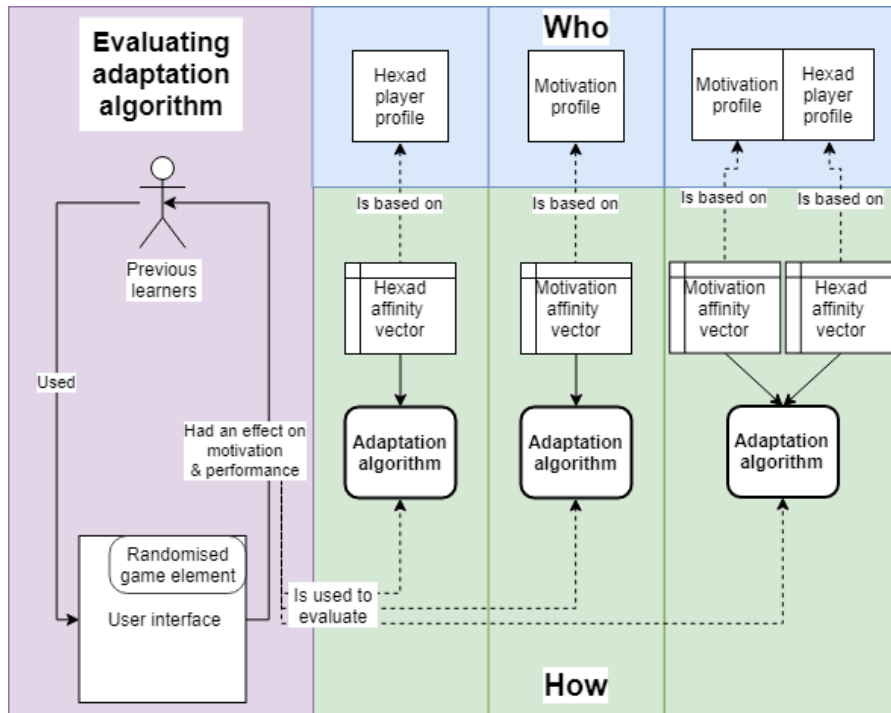 Evaluating
adaptation
algorithm
Who
Hexad
player
profile
Motivation
profile
Motivation
profile
Hexad
player
profile
Is based on
Is based on
Is based on
Is based on
Previous
learners
Hexad
affinity
vector
Motivation
affinity
vector
Motivation
affinity
vector
Hexad
affinity
vector
Used
Had an effect on
motivation
& performance
Adaptation
algorithm
Adaptation
algorithm
Adaptation
algorithm
Randomised
game element
User interface
Is used to
evaluate
How